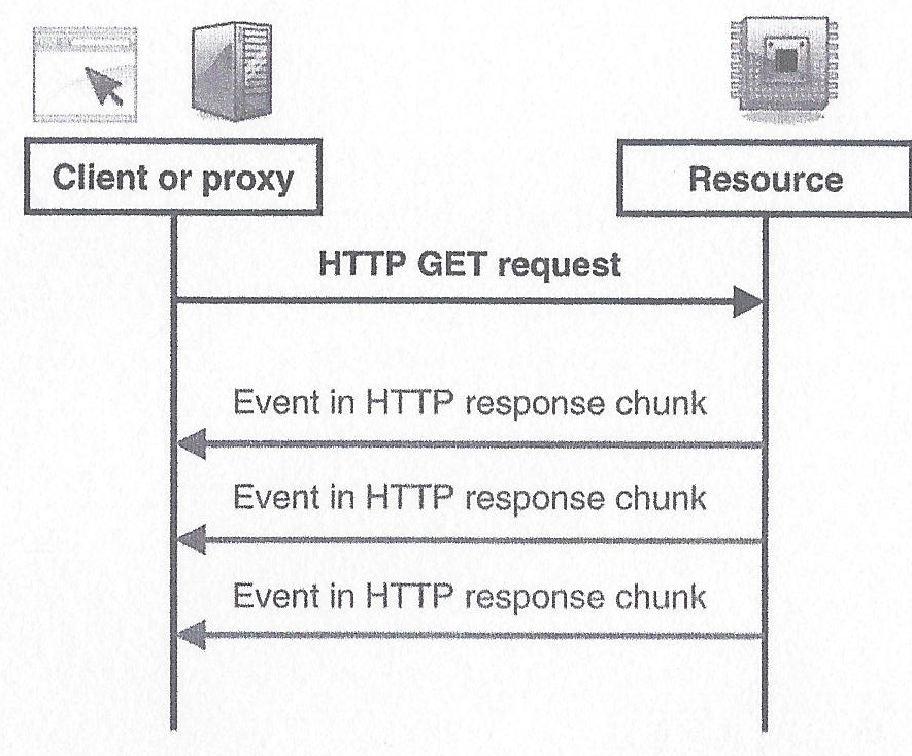 Client or proxy
Resource
HTTP GET request
Event in HTTP response chunk
Event in HTTP response chunk
Event in HTTP response chunk